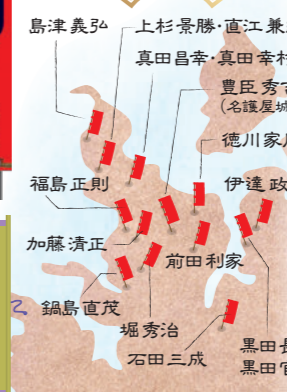 島津義弘
上杉景勝・直江兼
真田昌幸・真田幸村
豊臣秀吉
(名護屋城
徳川家
福島正則
伊達政
加藤清正
前田利家
鍋島直茂
堀秀治
石田三成
黒田長
黒田官